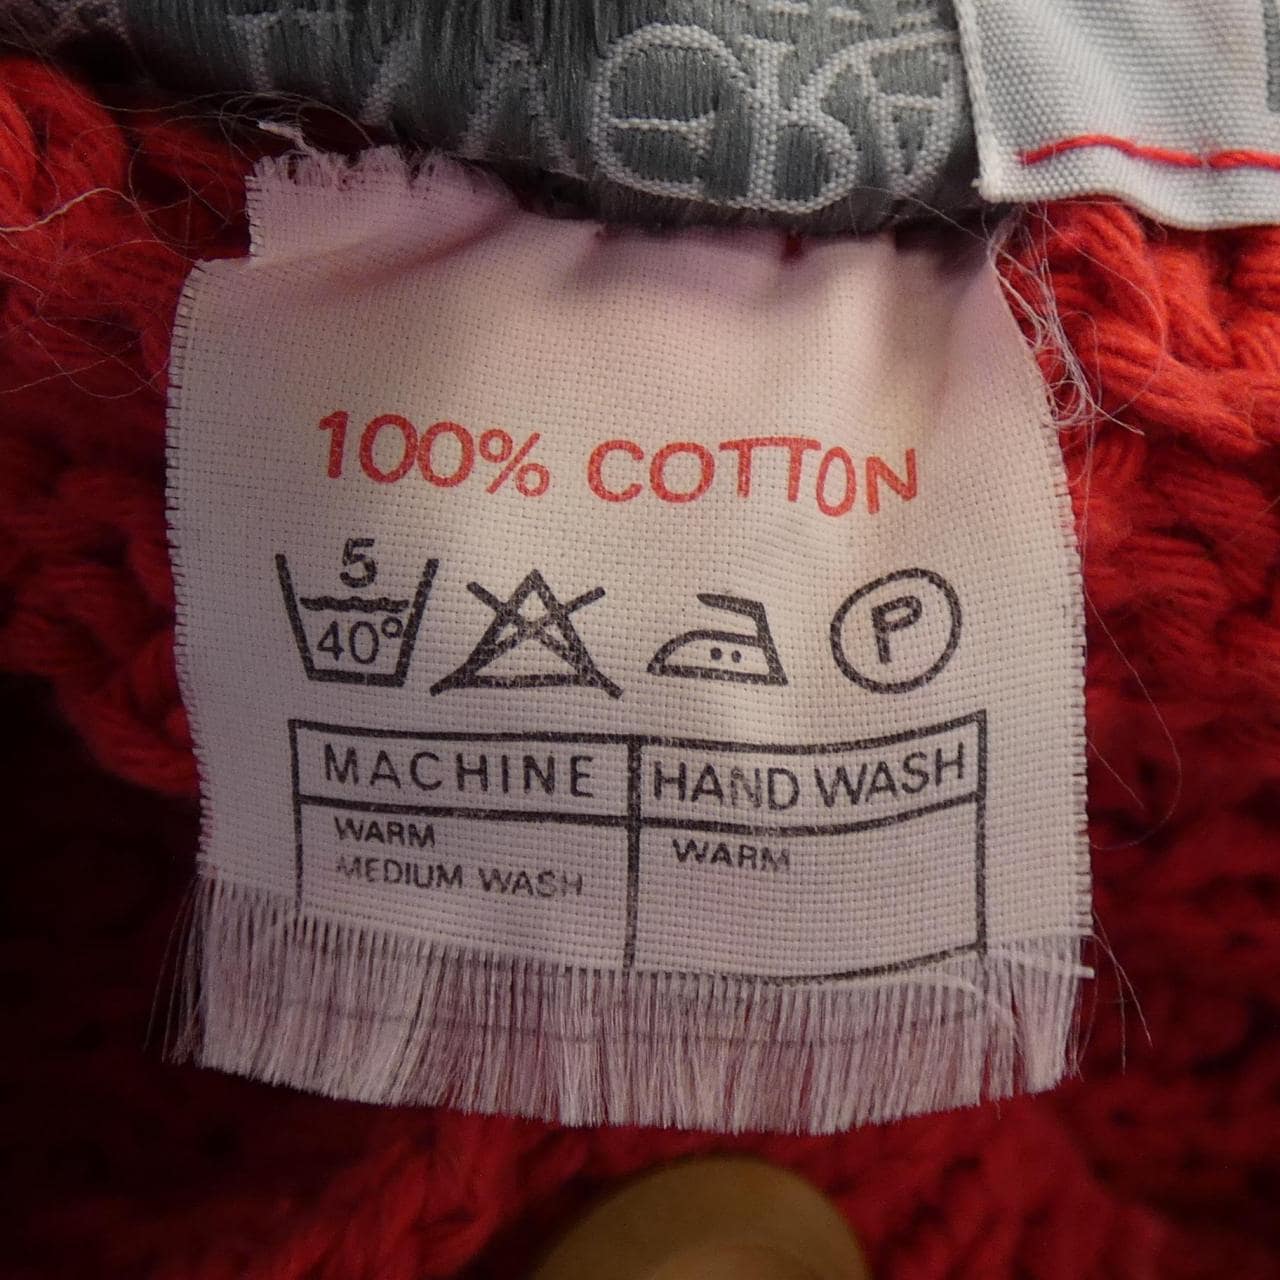 100% COTTON
5
40°
P
MACHINE
HAND WASH
WARM
MEDIUM WASH
WARM